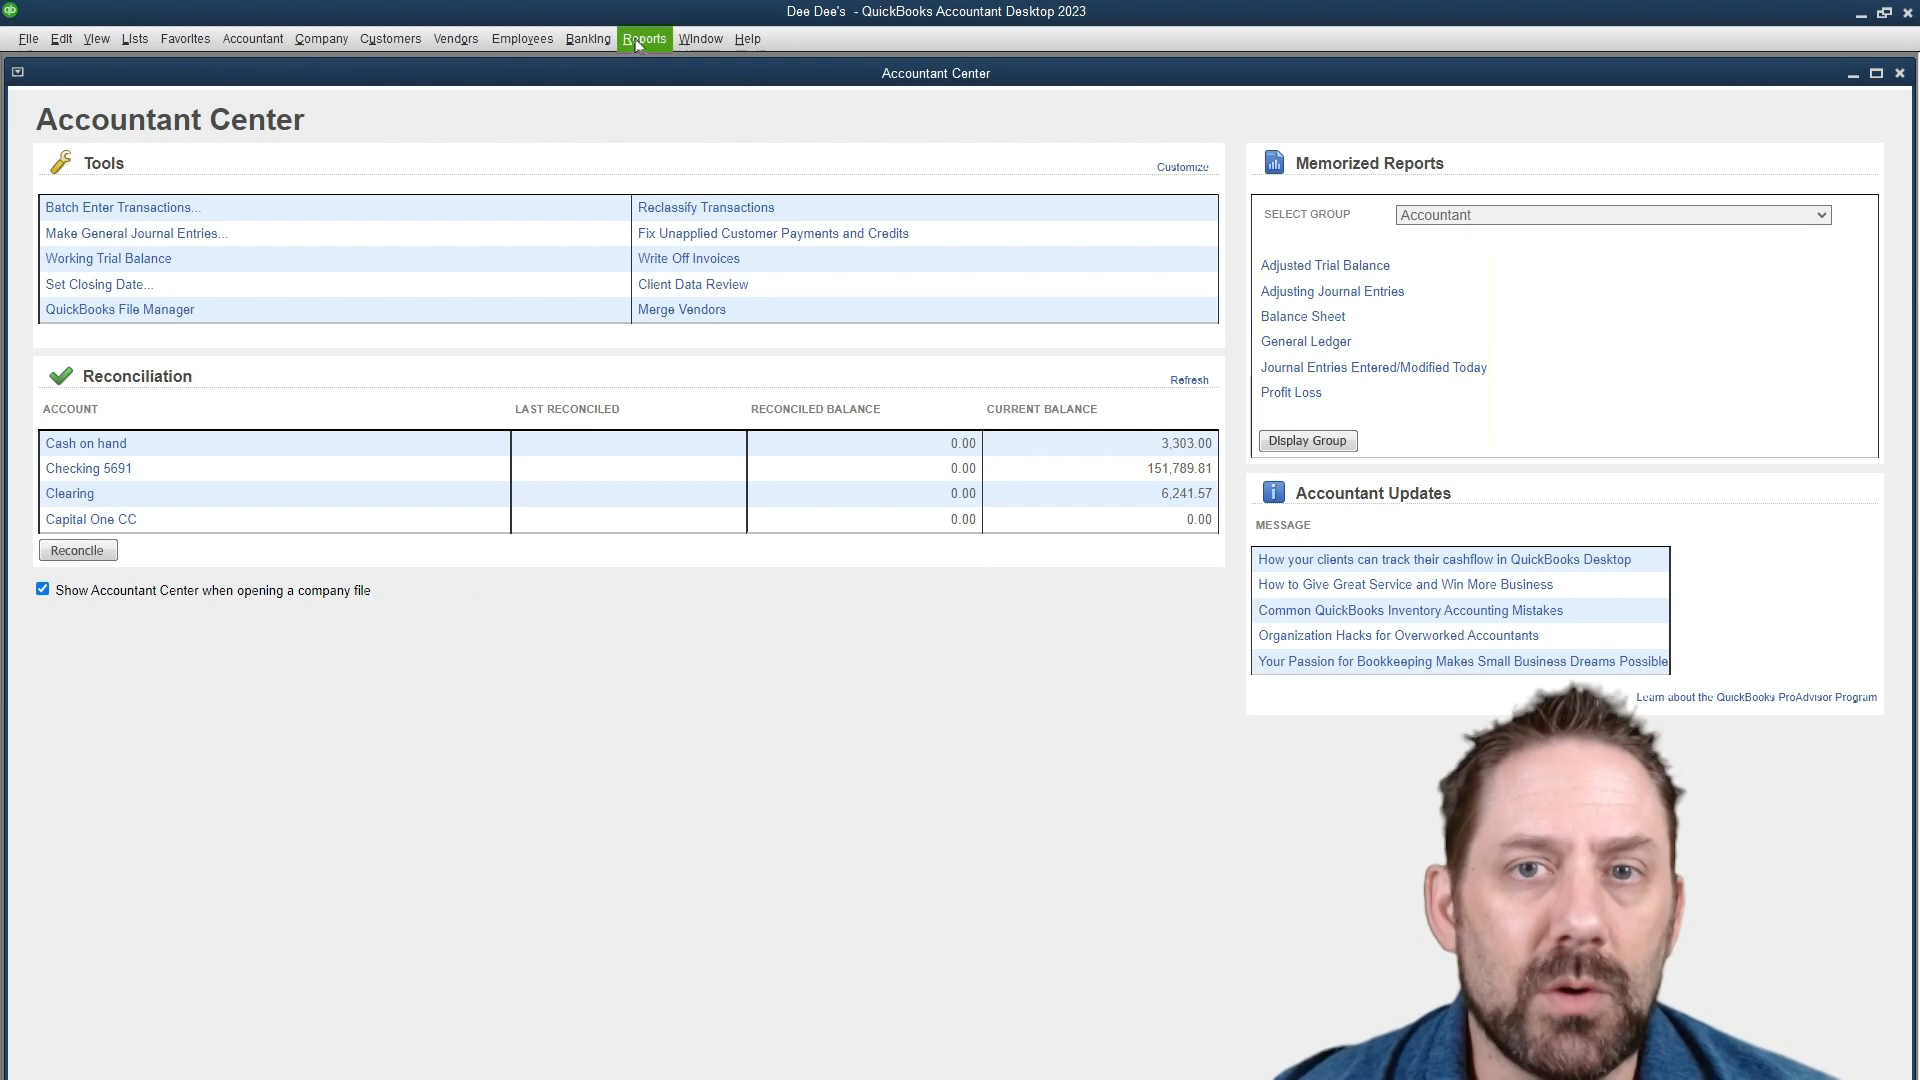 qb
Dee Dee's - QuickBooks Accountant Desktop 2023
File Edit View Lists Favorites Accountant Company Customers Vendors Employees Banking Reports Window Help
Accountant Center
Accountant Center
Tools
Customize
Batch Enter Transactions... Reclassify Transactions
Make General Journal Entries... Fix Unapplied Customer Payments and Credits
Working Trial Balance Write Off Invoices
Set Closing Date... Client Data Review
QuickBooks File Manager Merge Vendors
Reconciliation
Refresh
ACCOUNT LAST RECONCILED RECONCILED BALANCE CURRENT BALANCE
Cash on hand 0.00 3,303.00
Checking 5691 0.00 151,789.81
Clearing 0.00 6,241.57
Capital One CC 0.00 0.00
Reconcile
Show Accountant Center when opening a company file
Memorized Reports
SELECT GROUP Accountant
Adjusted Trial Balance
Adjusting Journal Entries
Balance Sheet
General Ledger
Journal Entries Entered/Modified Today
Profit Loss
Display Group
Accountant Updates
MESSAGE
How your clients can track their cashflow in QuickBooks Desktop
How to Give Great Service and Win More Business
Common QuickBooks Inventory Accounting Mistakes
Organization Hacks for Overworked Accountants
Your Passion for Bookkeeping Makes Small Business Dreams Possible
Learn about the QuickBooks ProAdvisor Program